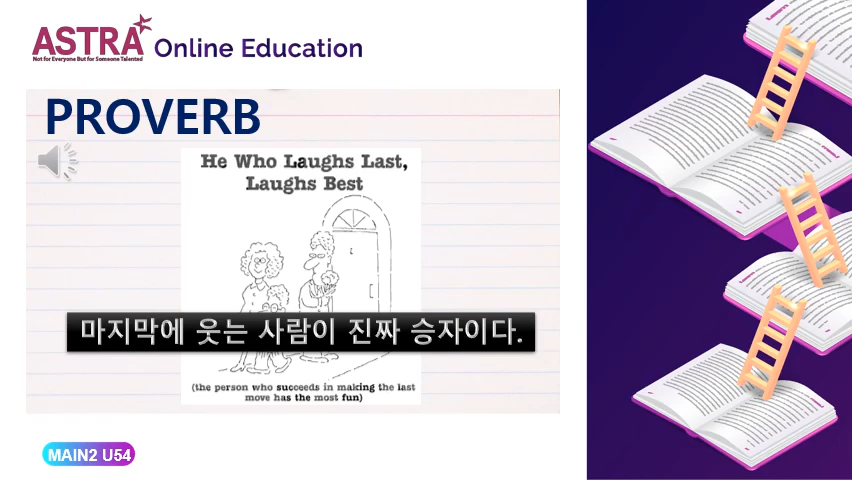 ASTRA
Not for Everyone But for Someone Talented
Online Education
PROVERB
He Who Laughs Last,
Laughs Best
마지막에 웃는 사람이 진짜 승자이다.
(the person who succeeds in making the last
move has the most fun)
MAIN2 U54